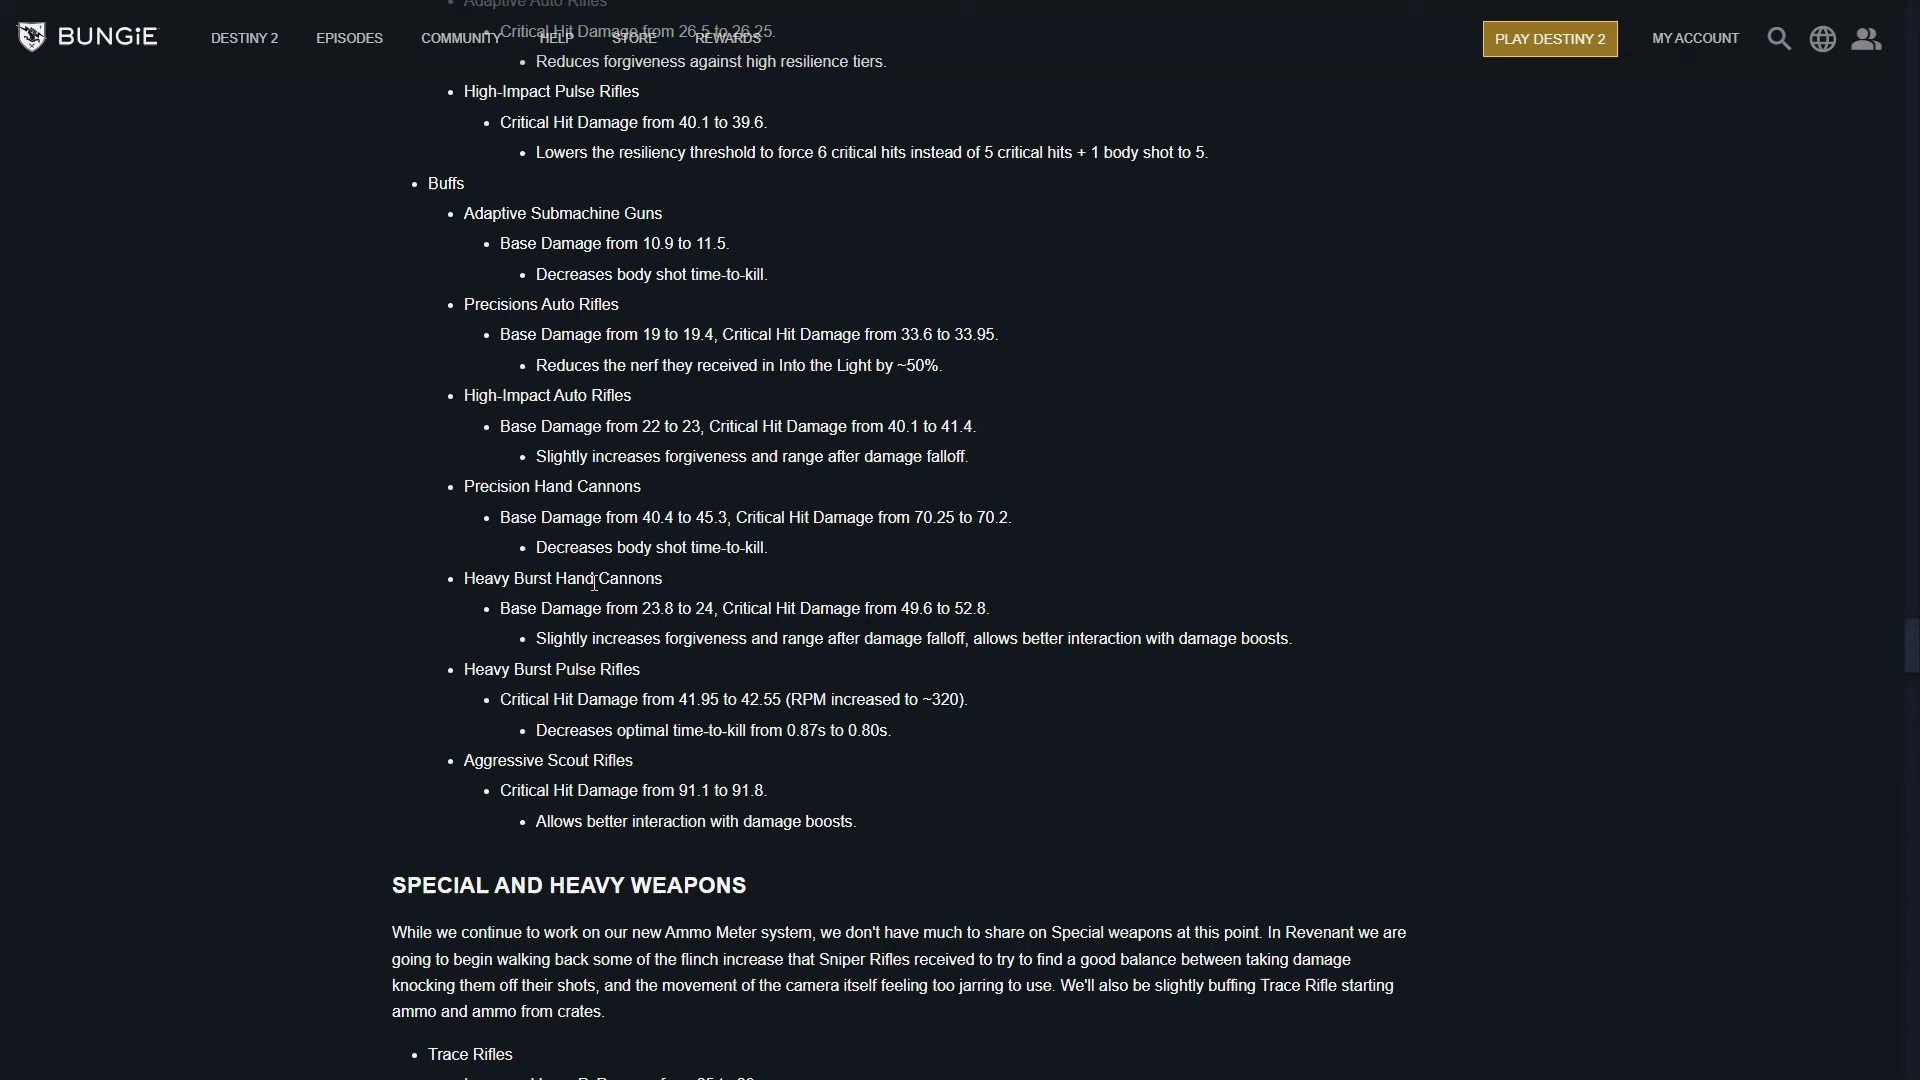 Adaptive Auto Rifles
BUNGiE
DESTINY 2
EPISODES
COMMUNITY
HELP
STORE
REWARDS
PLAY DESTINY 2
MY ACCOUNT
Critical Hit Damage from 26.5 to 26.25.
Reduces forgiveness against high resilience tiers.
High-Impact Pulse Rifles
Critical Hit Damage from 40.1 to 39.6.
Lowers the resiliency threshold to force 6 critical hits instead of 5 critical hits + 1 body shot to 5.
Buffs
Adaptive Submachine Guns
Base Damage from 10.9 to 11.5.
Decreases body shot time-to-kill.
Precisions Auto Rifles
Base Damage from 19 to 19.4, Critical Hit Damage from 33.6 to 33.95.
Reduces the nerf they received in Into the Light by ~50%.
High-Impact Auto Rifles
Base Damage from 22 to 23, Critical Hit Damage from 40.1 to 41.4.
Slightly increases forgiveness and range after damage falloff.
Precision Hand Cannons
Base Damage from 40.4 to 45.3, Critical Hit Damage from 70.25 to 70.2.
Decreases body shot time-to-kill.
Heavy Burst Hand Cannons
Base Damage from 23.8 to 24, Critical Hit Damage from 49.6 to 52.8.
Slightly increases forgiveness and range after damage falloff, allows better interaction with damage boosts.
Heavy Burst Pulse Rifles
Critical Hit Damage from 41.95 to 42.55 (RPM increased to ~320).
Decreases optimal time-to-kill from 0.87s to 0.80s.
Aggressive Scout Rifles
Critical Hit Damage from 91.1 to 91.8.
Allows better interaction with damage boosts.
SPECIAL AND HEAVY WEAPONS
While we continue to work on our new Ammo Meter system, we don't have much to share on Special weapons at this point. In Revenant we are
going to begin walking back some of the flinch increase that Sniper Rifles received to try to find a good balance between taking damage
knocking them off their shots, and the movement of the camera itself feeling too jarring to use. We'll also be slightly buffing Trace Rifle starting
ammo and ammo from crates.
Trace Rifles